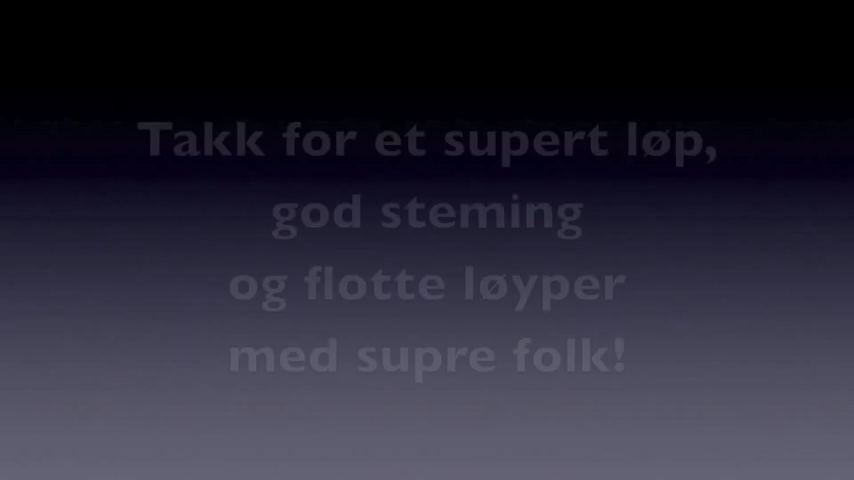 Takk for et supert løp,
god steming
og flotte løyper
med supre folk!